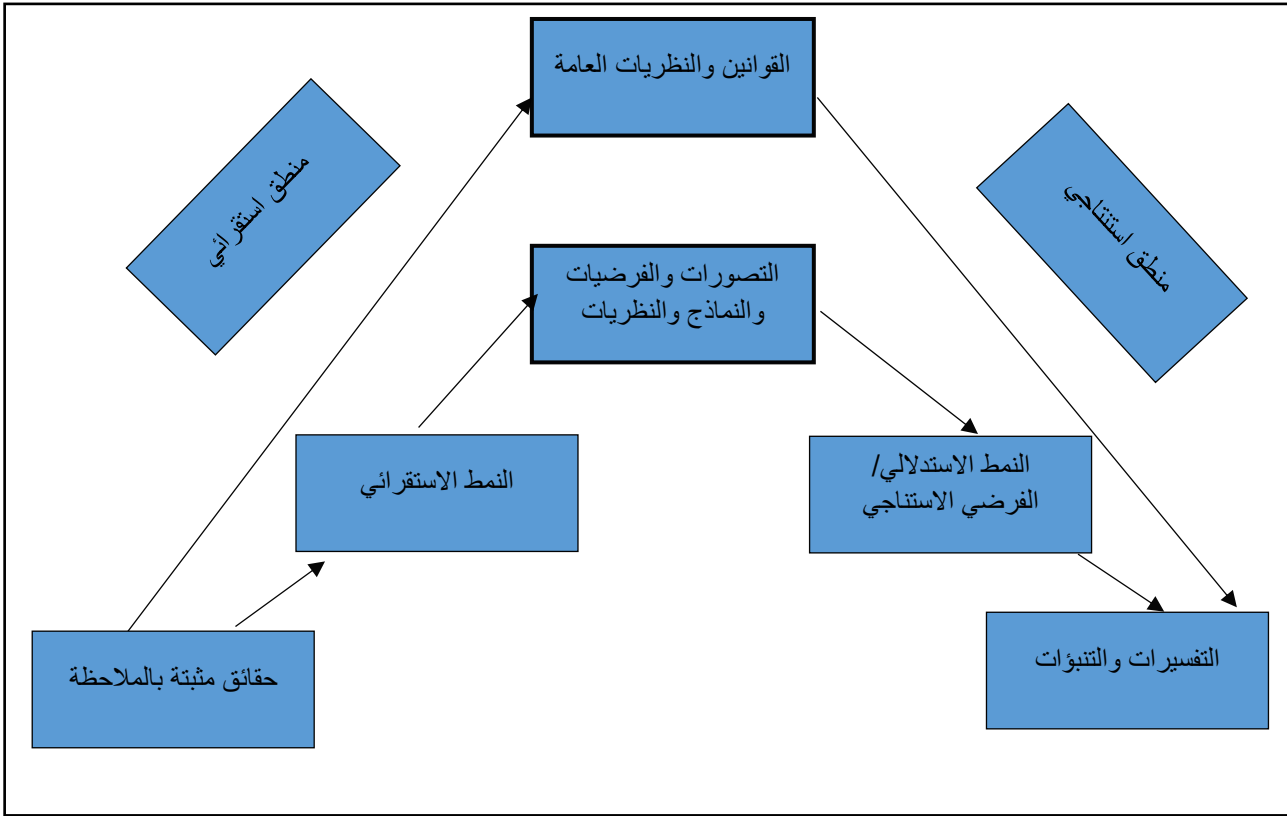 القوانين والنظريات العامة
منطق استقرائي
منطق استنتاجي
التصورات والفرضيات
والنماذج والنظريات
النمط الاستقرائي
النمط الاستدلالي/
الفرضي الاستناجي
حقائق مثبتة بالملاحظة
التفسيرات والتنبؤات